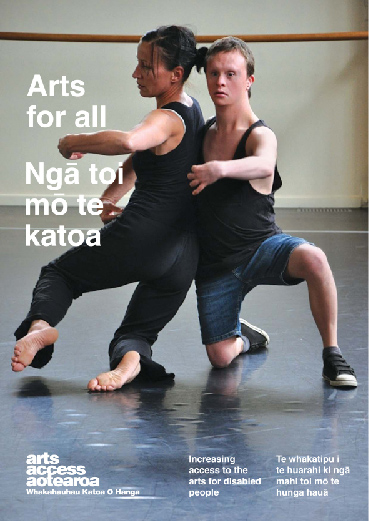 Arts
for all
Ngā toi
mō te
katoa
arts
access
aotearoa
Whakahauhau Katoa O Hanga
Increasing
access to the
arts for disabled
people
Te whakatipu i
te huarahi ki ngā
mahi toi mō te
hunga hauā